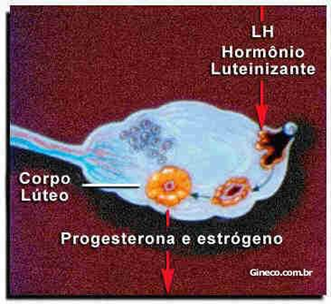 LH
Hormônio
Luteinizante
Corpo
Lúteo
Progesterona e estrógeno
Gineco.com.br